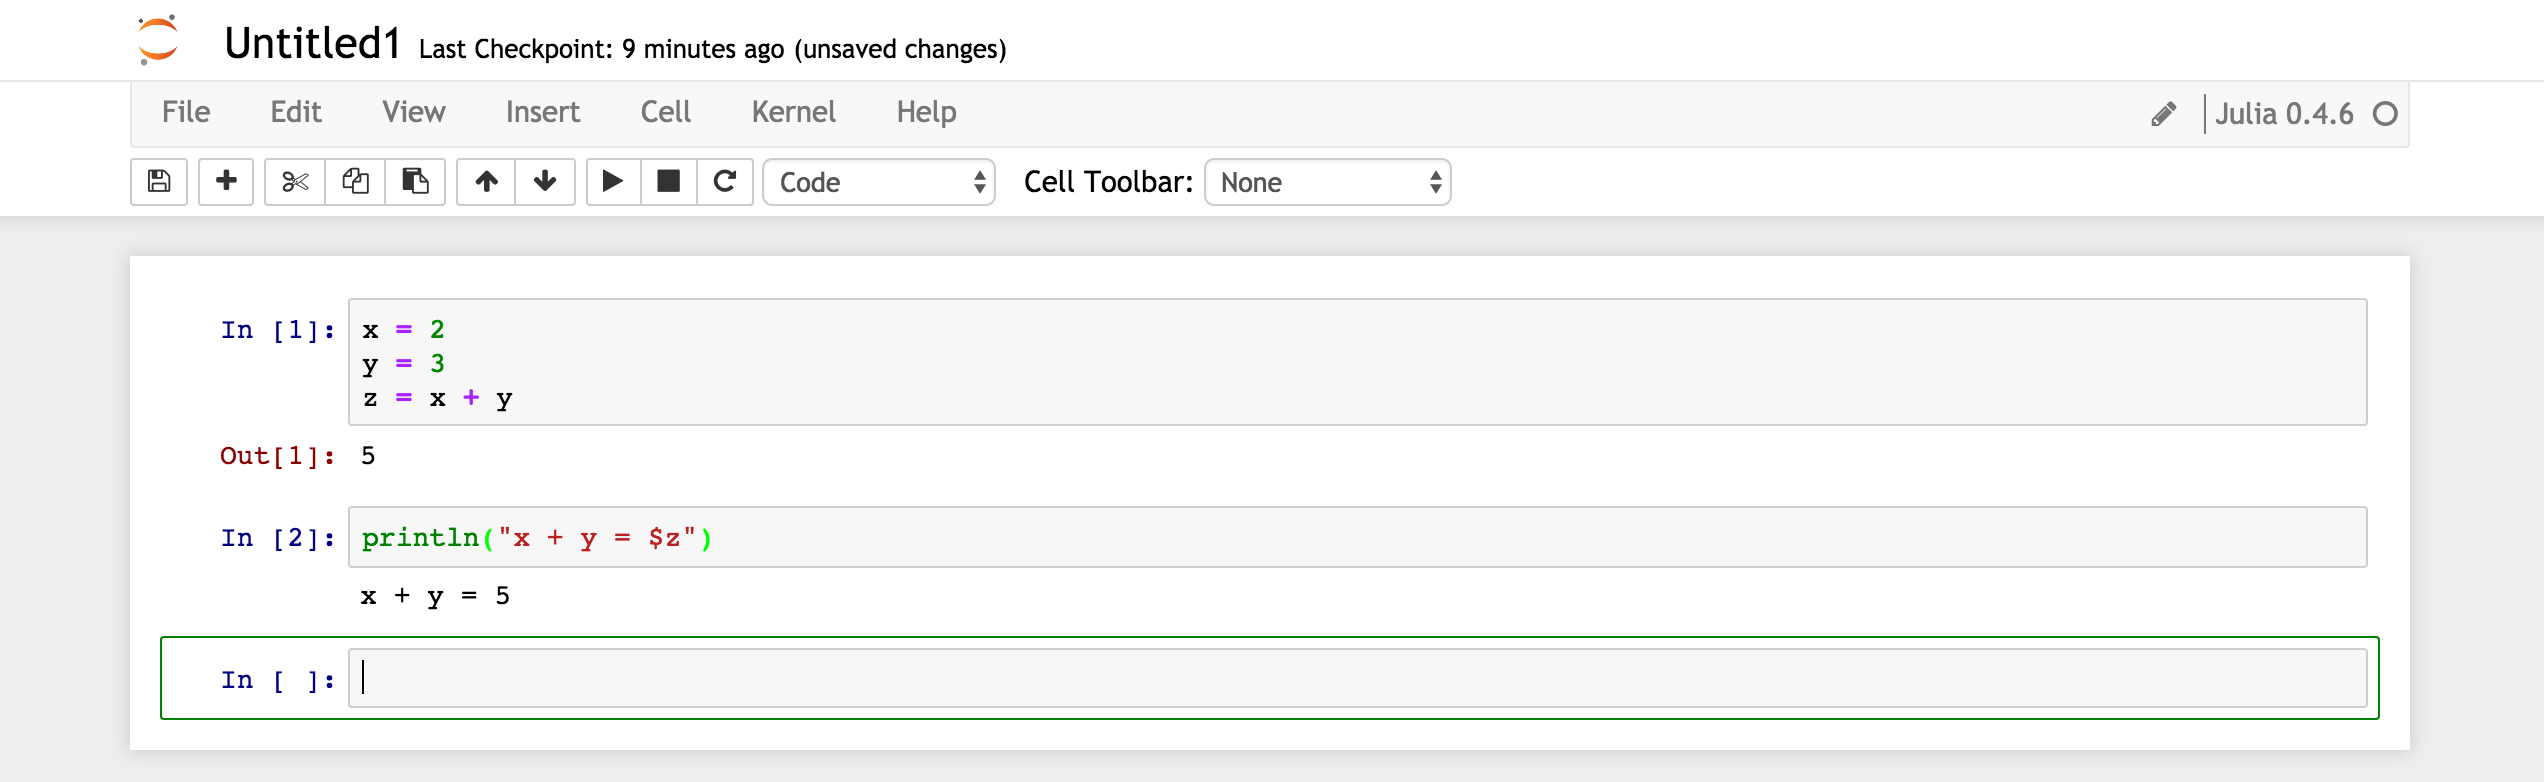 Untitled1 Last Checkpoint: 9 minutes ago (unsaved changes)
File Edit View Insert Cell Kernel Help Julia 0.4.6
Code Cell Toolbar: None
In [1]: x = 2
y = 3
z = x + y
Out[1]: 5
In [2]: println("x + y = $z")
x + y = 5
In [ ]: